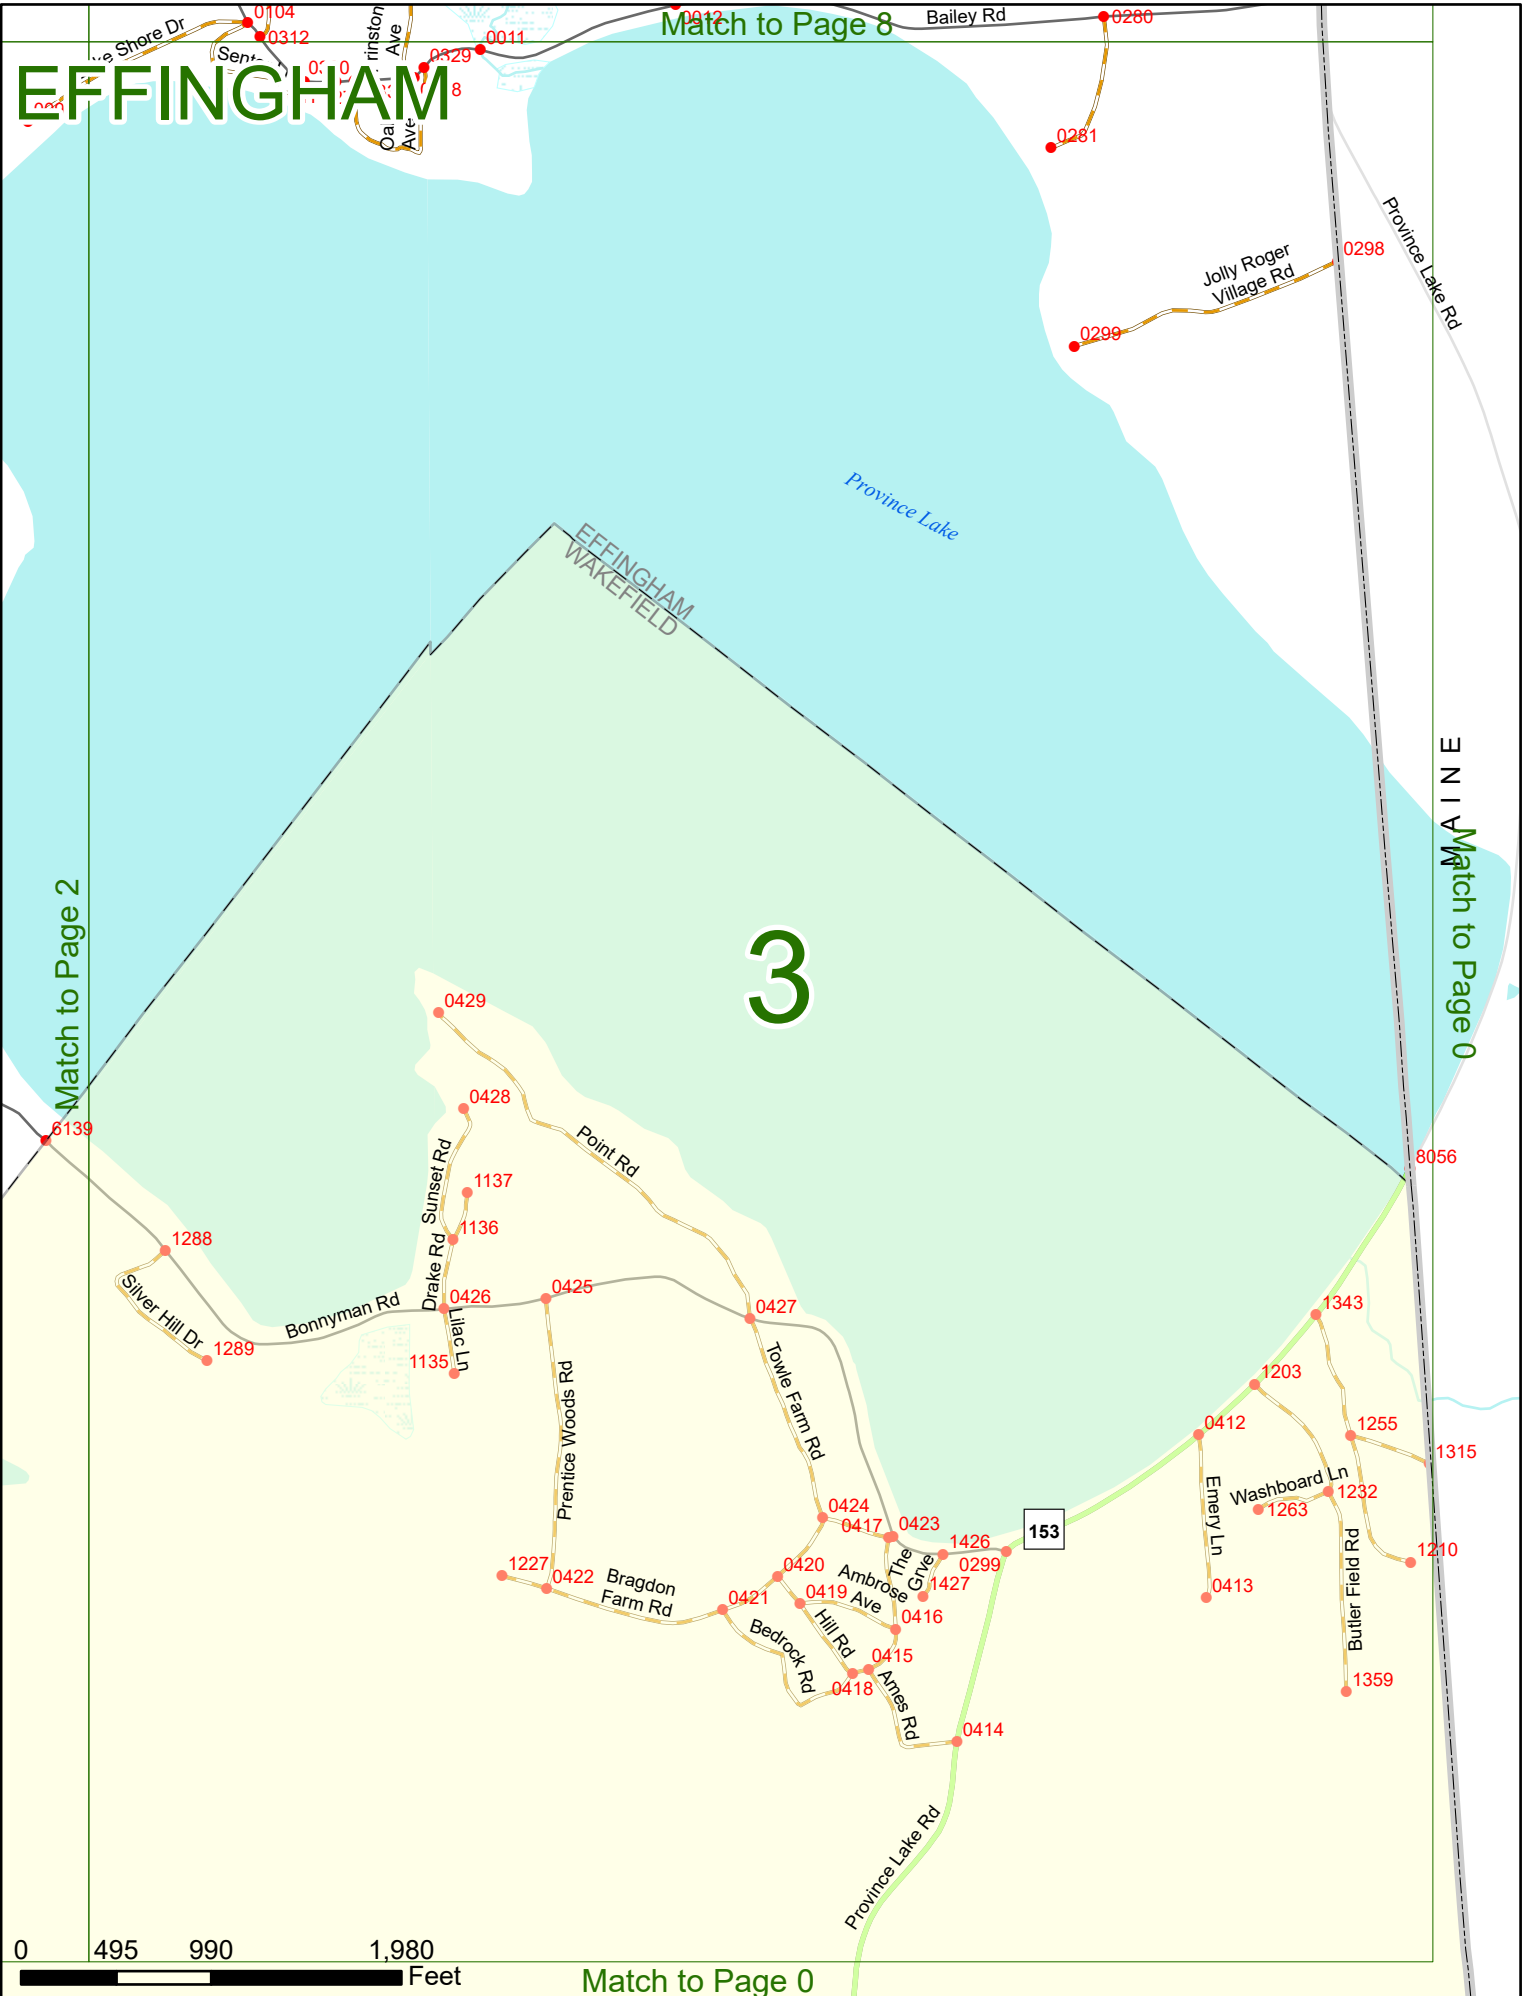 0104
0312
0012
Match to Page 8
Bailey Rd
0280
0011
0329
EFFINGHAM
0281
Province Lake Rd
0298
Jolly Roger
Village Rd
0299
Province Lake
EFFINGHAM
WAKEFIELD
MAINE
Match to Page 2
Match to Page 0
3
0429
0428
6139
Point Rd
8056
Sunset Rd
1137
1136
1288
Drake Rd
Silver Hill Dr
0426
0425
Bonnyman Rd
0427
1343
Lilac Ln
1289
1135
Towle Farm Rd
Prentice Woods Rd
1203
0412
1255
1315
Washboard Ln
1232
1263
Emery Ln
0424
0417
0423
153
1426
0299
The
Grve
1210
1227
0422
Bragdon
Farm Rd
0420
0419
Ambrose
Ave
1427
0413
Butler Field Rd
0421
0416
Hill Rd
Bedrock Rd
0415
0418
Ames Rd
1359
0414
Province Lake Rd
0 495 990 1,980
Feet
Match to Page 0